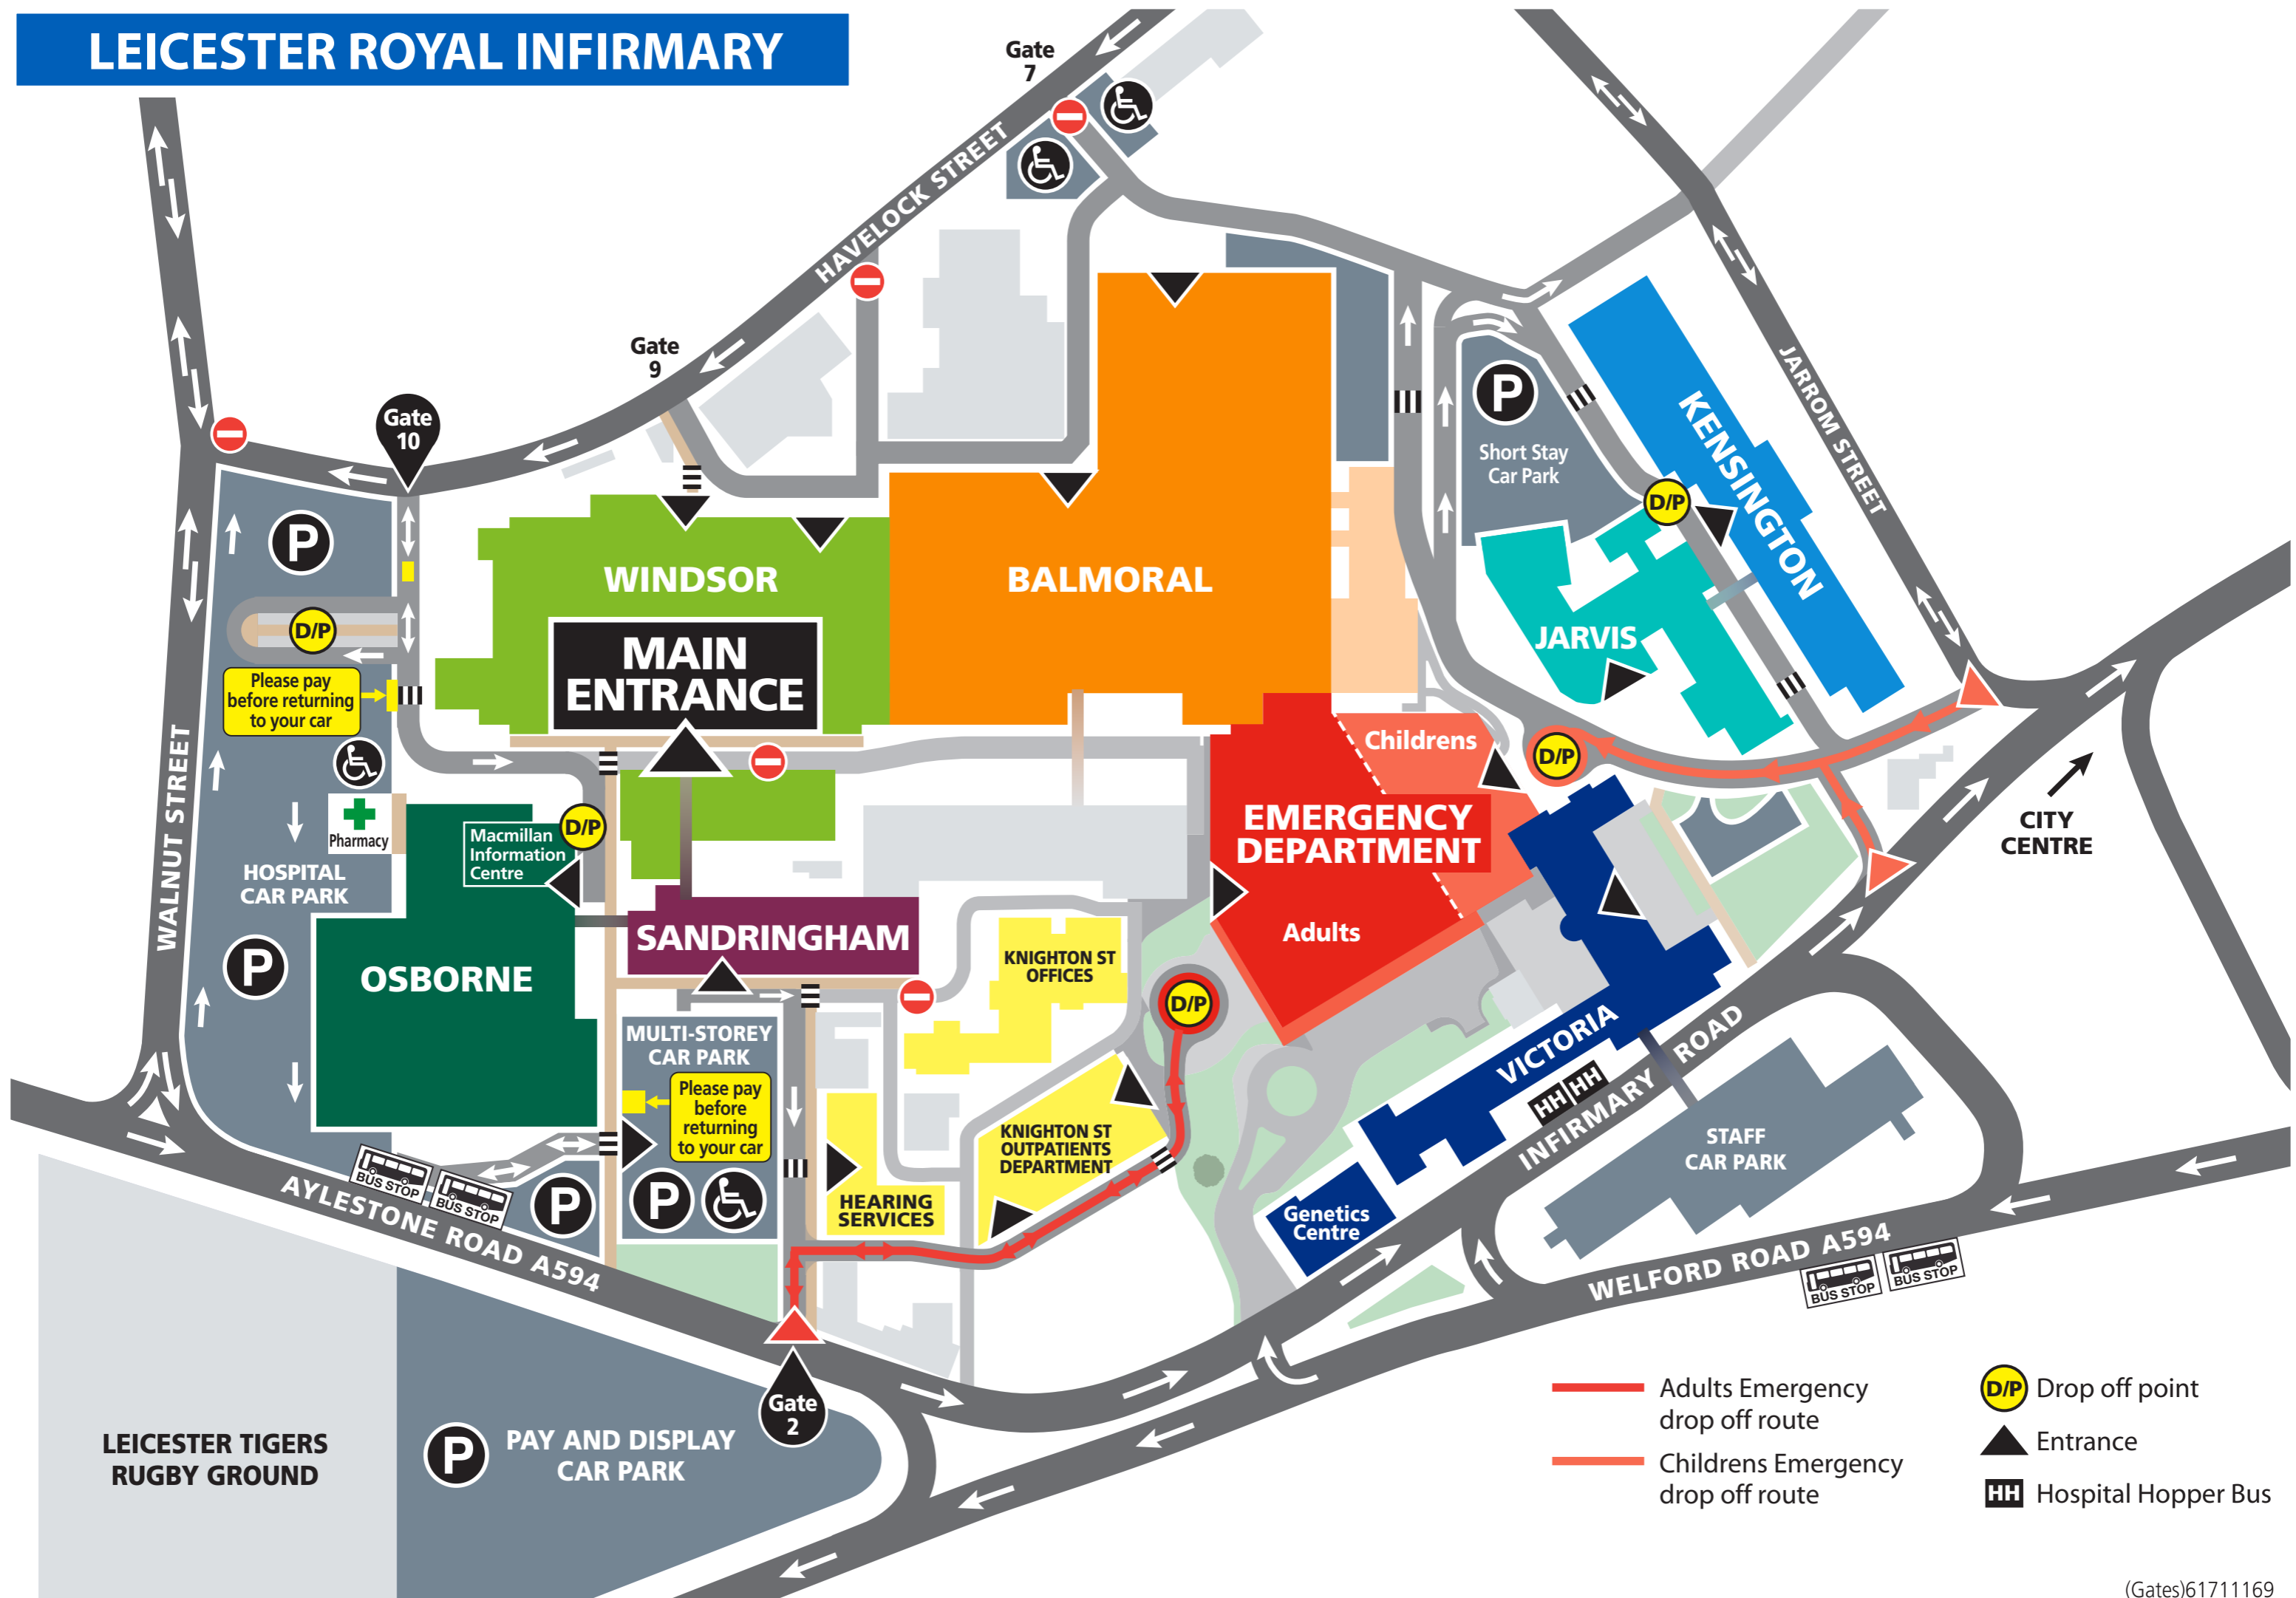 LEICESTER ROYAL INFIRMARY
Gate
7
HAVELOCK STREET
Gate
9
Gate
10
P
Short Stay
Car Park
KENSINGTON
JARROM STREET
D/P
P
WINDSOR
BALMORAL
JARVIS
D/P
MAIN
ENTRANCE
Please pay
before returning
to your car
WALNUT STREET
Childrens
D/P
Pharmacy
Macmillan
Information
Centre
D/P
EMERGENCY
DEPARTMENT
CITY
CENTRE
HOSPITAL
CAR PARK
P
Adults
SANDRINGHAM
KNIGHTON ST
OFFICES
OSBORNE
D/P
MULTI-STOREY
CAR PARK
VICTORIA
INFIRMARY ROAD
HH HH
Please pay
before
returning
to your car
KNIGHTON ST
OUTPATIENTS
DEPARTMENT
STAFF
CAR PARK
BUS STOP
BUS STOP
P
P
HEARING
SERVICES
Genetics
Centre
AYLESTONE ROAD A594
WELFORD ROAD A594
BUS STOP
BUS STOP
Gate
2
LEICESTER TIGERS
RUGBY GROUND
P
PAY AND DISPLAY
CAR PARK
Adults Emergency
drop off route
Childrens Emergency
drop off route
D/P Drop off point
Entrance
HH Hospital Hopper Bus
(Gates)61711169